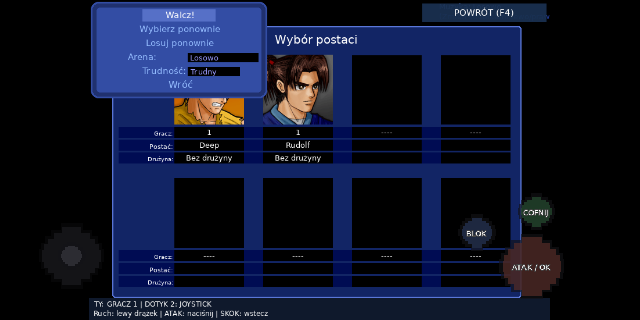 Walcz!
Wybierz ponownie
Losuj ponownie
Arena: Losowo
Trudność: Trudny
Wróć
POWRÓT (F4)
Wybór postaci
Gracz: 1 1 ---- ----
Postać: Deep Rudolf
Drużyna: Bez drużyny Bez drużyny
COFNIJ
BLOK
Gracz: ---- ---- ---- ----
ATAK / OK
Postać:
Drużyna:
TY: GRACZ 1 | DOTYK 2: JOYSTICK
Ruch: lewy drążek | ATAK: naciśnij | SKOK: wstecz